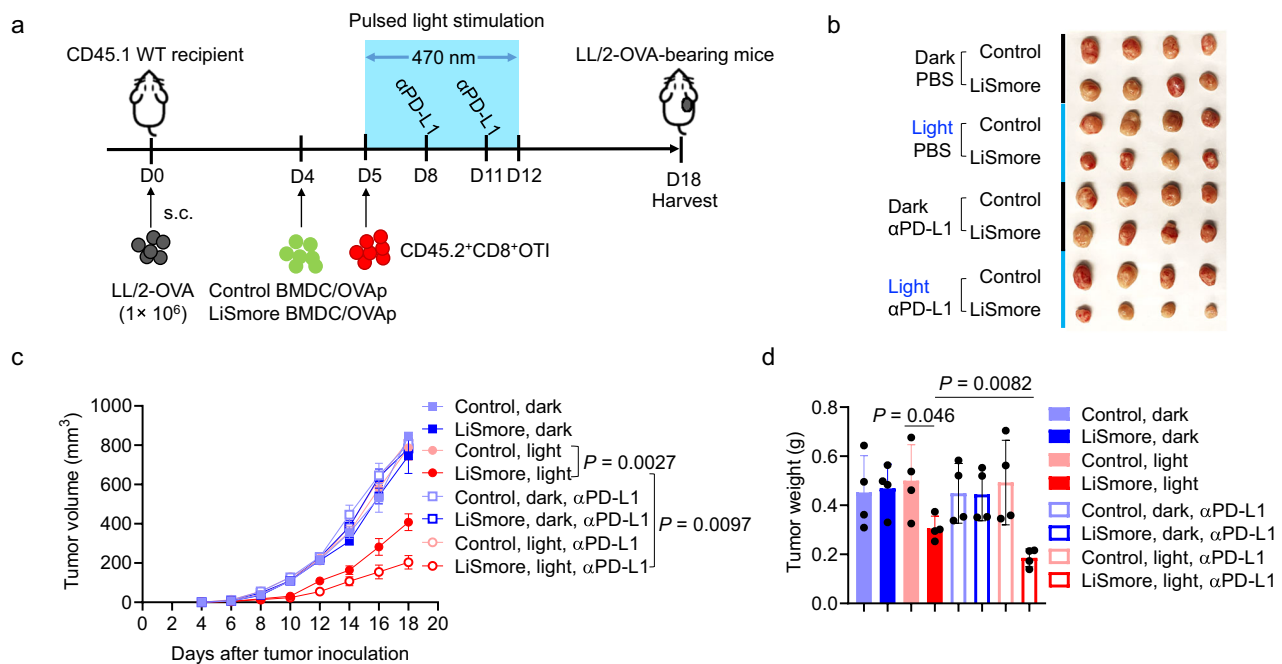 a
Pulsed light stimulation
CD45.1 WT recipient
470 nm
LL/2-OVA-bearing mice
αPD-L1
αPD-L1
D0
D4
D5
D8
D11
D12
D18
Harvest
s.c.
CD45.2⁺CD8⁺OTI
LL/2-OVA
(1× 10⁶)
Control BMDC/OVAp
LiSmore BMDC/OVAp
b
Dark
PBS
Control
LiSmore
Light
PBS
Control
LiSmore
Dark
αPD-L1
Control
LiSmore
Light
αPD-L1
Control
LiSmore
c
Tumor volume (mm³)
1000
800
600
400
200
0
0 2 4 6 8 10 12 14 16 18 20
Days after tumor inoculation
Control, dark
LiSmore, dark
Control, light
LiSmore, light
Control, dark, αPD-L1
LiSmore, dark, αPD-L1
Control, light, αPD-L1
LiSmore, light, αPD-L1
P = 0.0027
P = 0.0097
d
Tumor weight (g)
0.8
0.6
0.4
0.2
0.0
P = 0.0082
P = 0.046
Control, dark
LiSmore, dark
Control, light
LiSmore, light
Control, dark, αPD-L1
LiSmore, dark, αPD-L1
Control, light, αPD-L1
LiSmore, light, αPD-L1